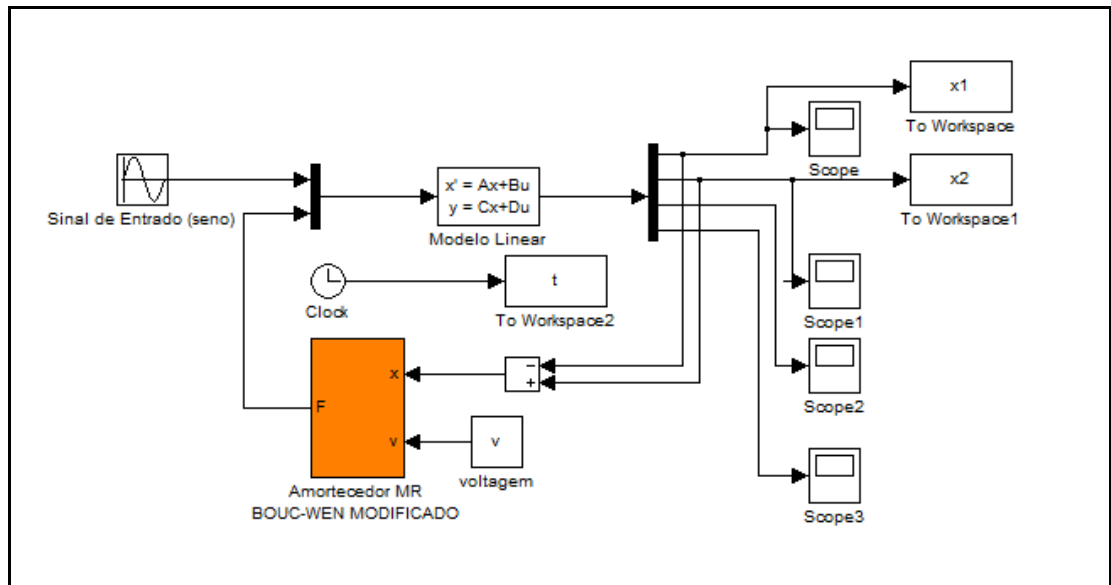 x1
To Workspace
Scope
x2
To Workspace1
Sinal de Entrado (seno)
x' = Ax+Bu
y = Cx+Du
Modelo Linear
Clock
t
To Workspace2
Scope1
x
F
v
Amortecedor MR
BOUC-WEN MODIFICADO
−
+
v
voltagem
Scope2
Scope3